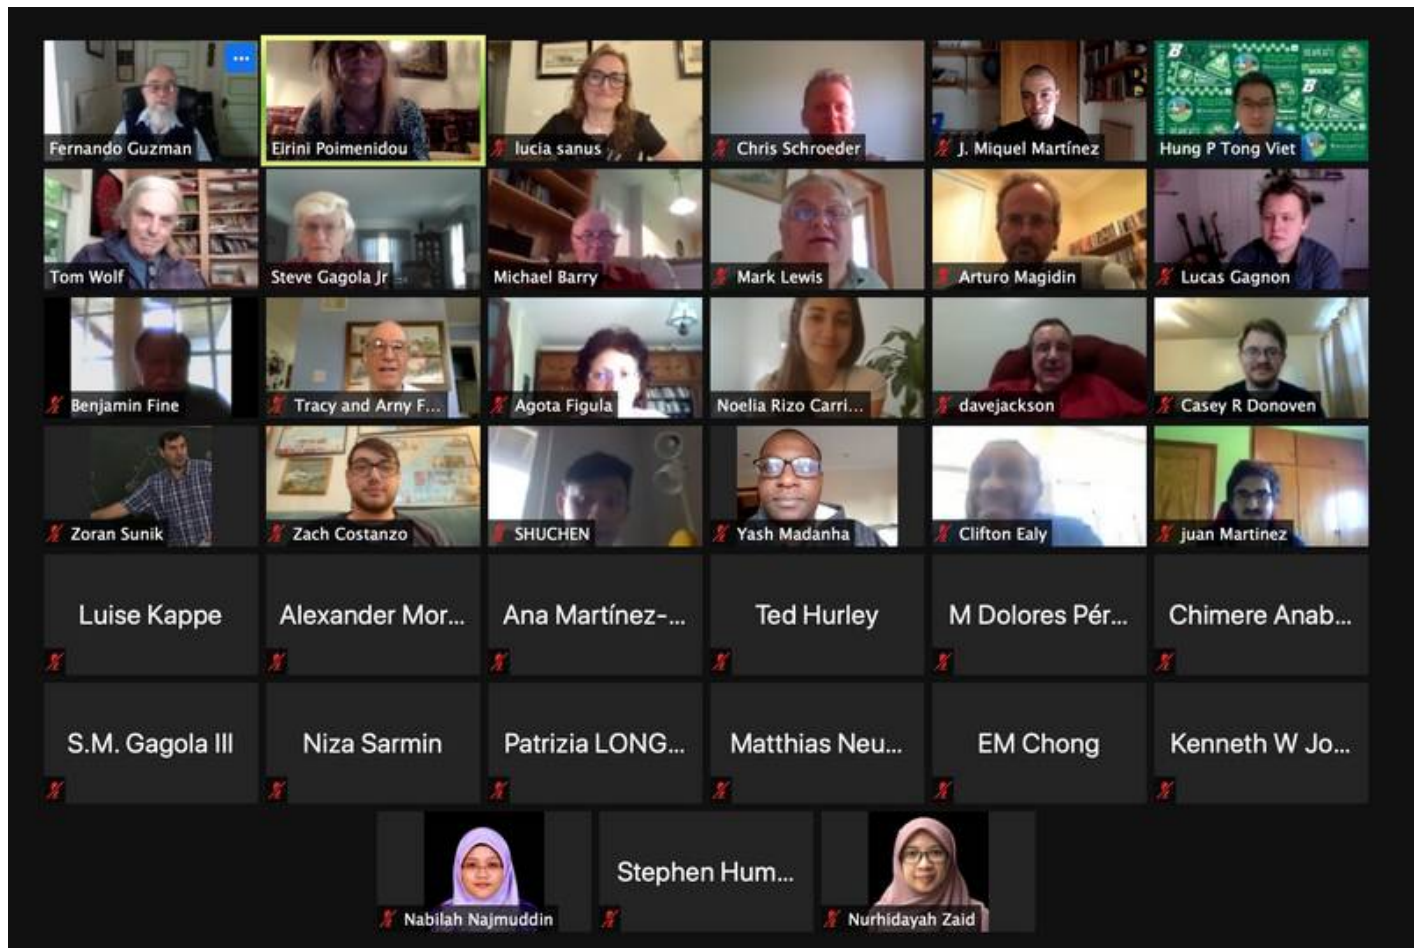 Fernando Guzman
Eirini Poimenidou
lucia sanus
Chris Schroeder
J. Miquel Martínez
Hung P Tong Viet
Tom Wolf
Steve Gagola Jr
Michael Barry
Mark Lewis
Arturo Magidin
Lucas Gagnon
Benjamin Fine
Tracy and Arny F...
Agota Figula
Noelia Rizo Carri...
davejackson
Casey R Donoven
Zoran Sunik
Zach Costanzo
SHUCHEN
Yash Madanha
Clifton Ealy
juan Martinez
Luise Kappe
Alexander Mor...
Ana Martínez-...
Ted Hurley
M Dolores Pér...
Chimere Anab...
S.M. Gagola III
Niza Sarmin
Patrizia LONG...
Matthias Neu...
EM Chong
Kenneth W Jo...
Nabilah Najmuddin
Stephen Hum...
Nurhidayah Zaid